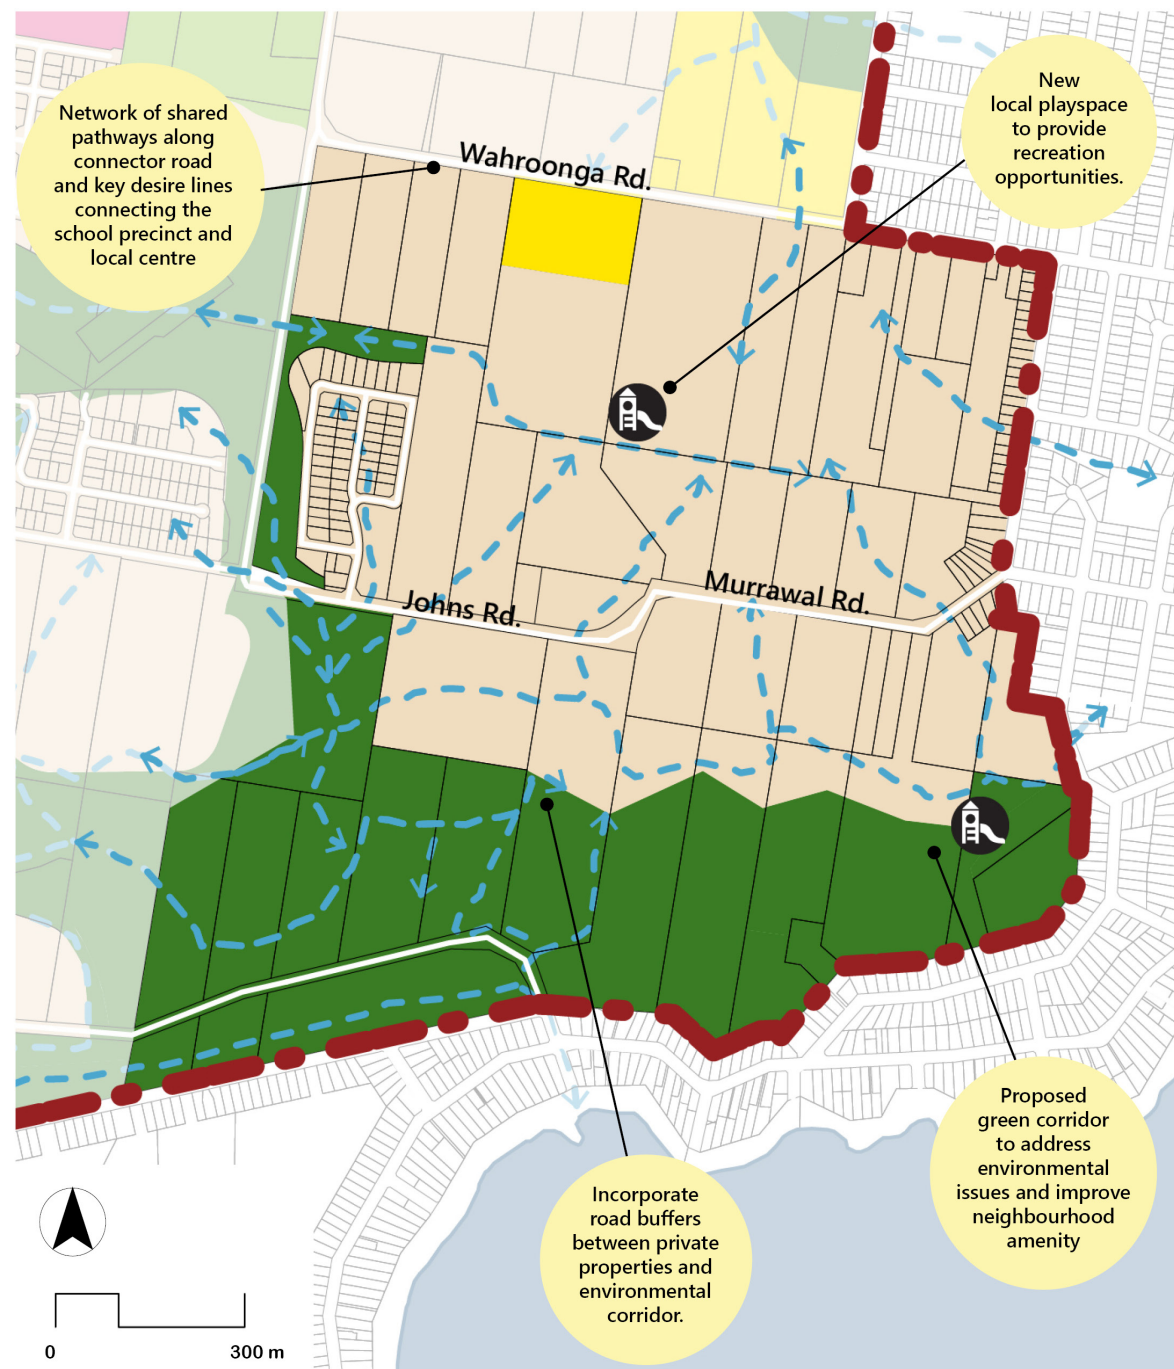 Network of shared
pathways along
connector road
and key desire lines
connecting the
school precinct and
local centre
Wahroonga Rd.
New
local playspace
to provide
recreation
opportunities.
Johns Rd.
Murrawal Rd.
Incorporate
road buffers
between private
properties and
environmental
corridor.
Proposed
green corridor
to address
environmental
issues and improve
neighbourhood
amenity
0
300 m